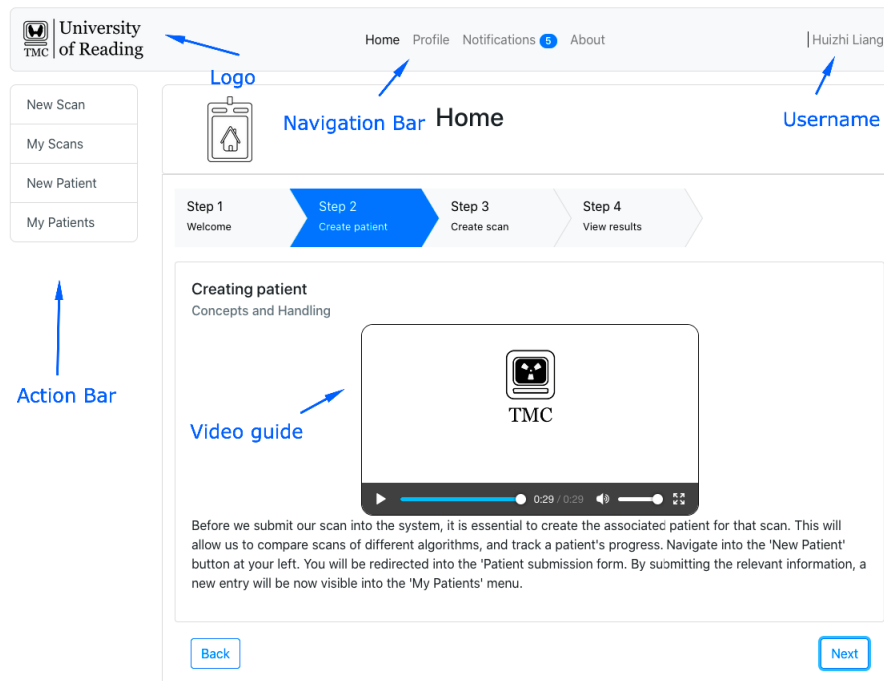 University
TMC of Reading
Home Profile Notifications 5 About
Huizhi Liang
Logo
Navigation Bar
Username
New Scan
My Scans
New Patient
My Patients
Action Bar
Home
Step 1
Welcome
Step 2
Create patient
Step 3
Create scan
Step 4
View results
Creating patient
Concepts and Handling
Video guide
TMC
0:29 / 0:29
Before we submit our scan into the system, it is essential to create the associated patient for that scan. This will
allow us to compare scans of different algorithms, and track a patient's progress. Navigate into the 'New Patient'
button at your left. You will be redirected into the 'Patient submission form. By submitting the relevant information, a
new entry will be now visible into the 'My Patients' menu.
Back
Next